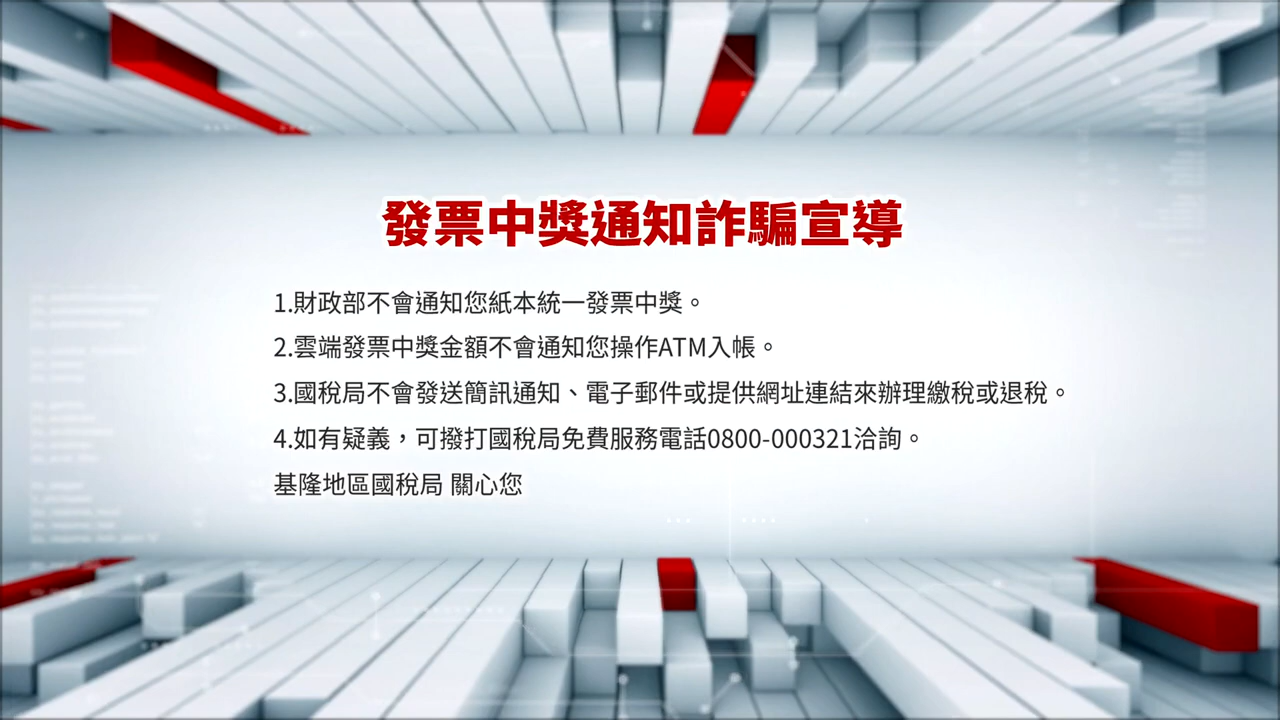 發票中獎通知詐騙宣導
1.財政部不會通知您紙本統一發票中獎。
2.雲端發票中獎金額不會通知您操作ATM入帳。
3.國稅局不會發送簡訊通知、電子郵件或提供網址連結來辦理繳稅或退稅。
4.如有疑義，可撥打國稅局免費服務電話0800-000321洽詢。
基隆地區國稅局 關心您